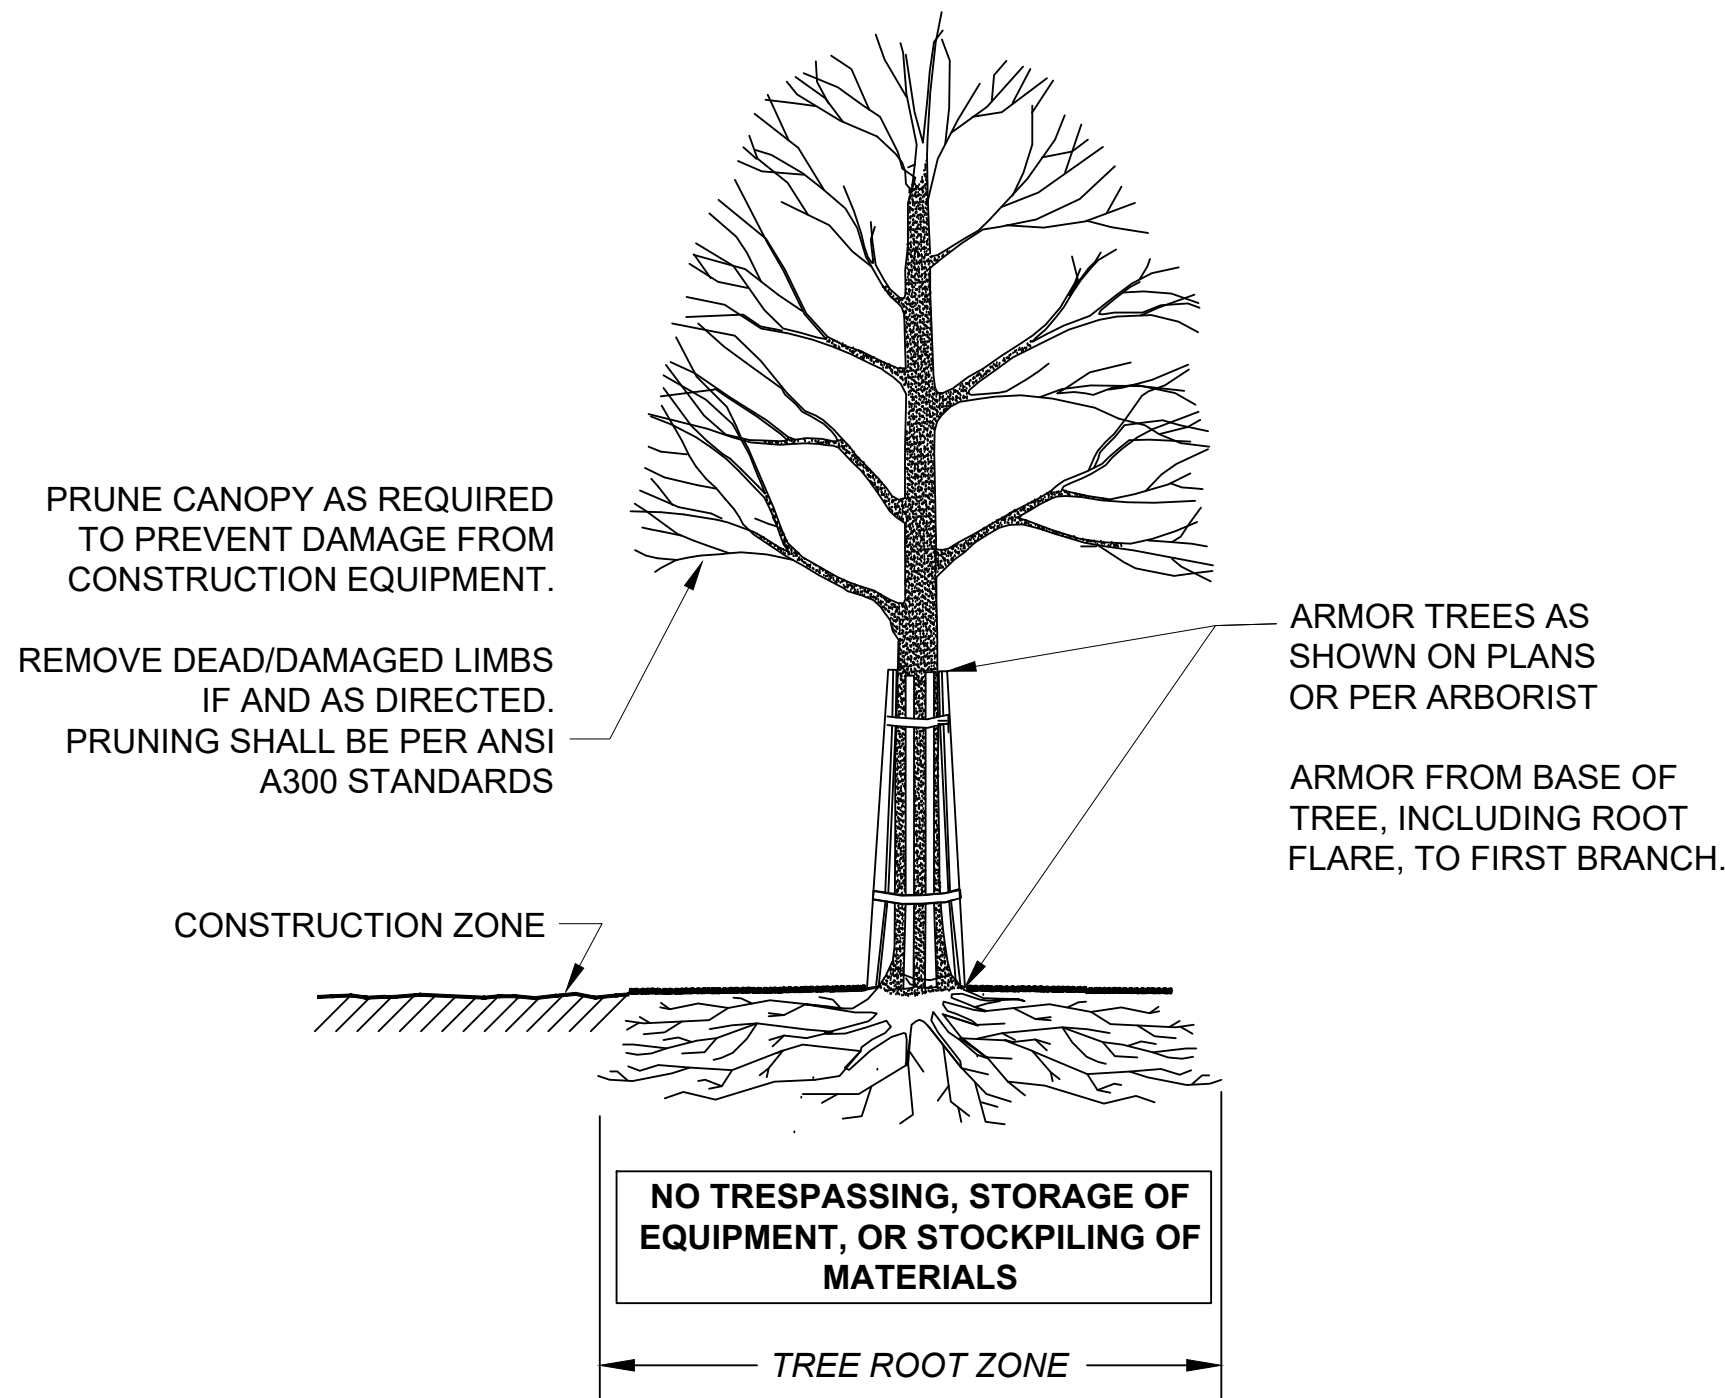 PRUNE CANOPY AS REQUIRED
TO PREVENT DAMAGE FROM
CONSTRUCTION EQUIPMENT.
REMOVE DEAD/DAMAGED LIMBS
IF AND AS DIRECTED.
PRUNING SHALL BE PER ANSI
A300 STANDARDS
ARMOR TREES AS
SHOWN ON PLANS
OR PER ARBORIST
ARMOR FROM BASE OF
TREE, INCLUDING ROOT
FLARE, TO FIRST BRANCH.
CONSTRUCTION ZONE
NO TRESPASSING, STORAGE OF
EQUIPMENT, OR STOCKPILING OF
MATERIALS
TREE ROOT ZONE